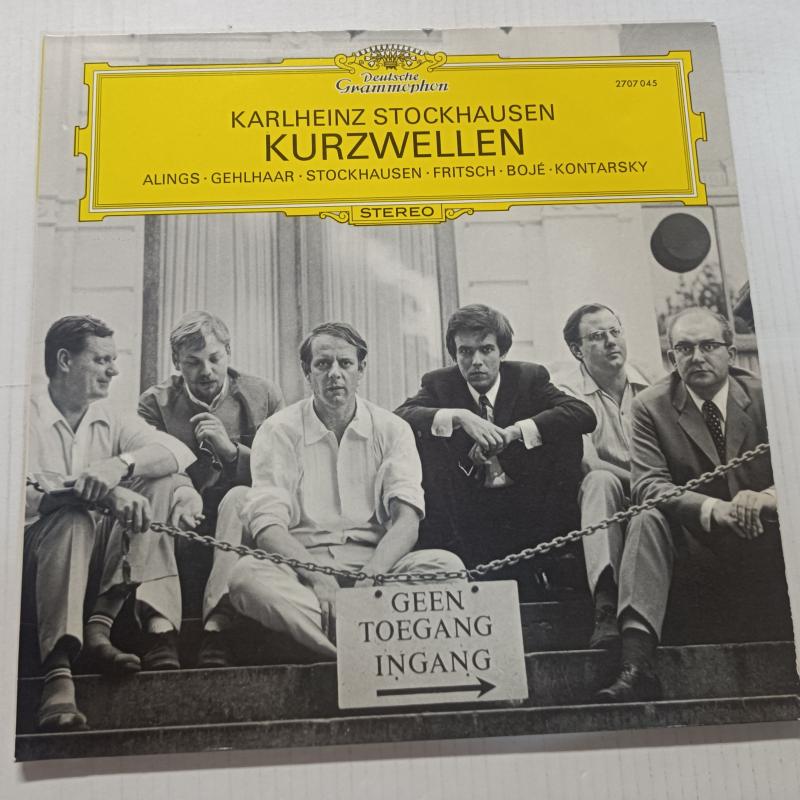 Deutsche
Grammophon
2707 045
KARLHEINZ STOCKHAUSEN
KURZWELLEN
ALINGS · GEHLHAAR · STOCKHAUSEN · FRITSCH · BOJÉ · KONTARSKY
STEREO
GEEN
TOEGANG
INGANG